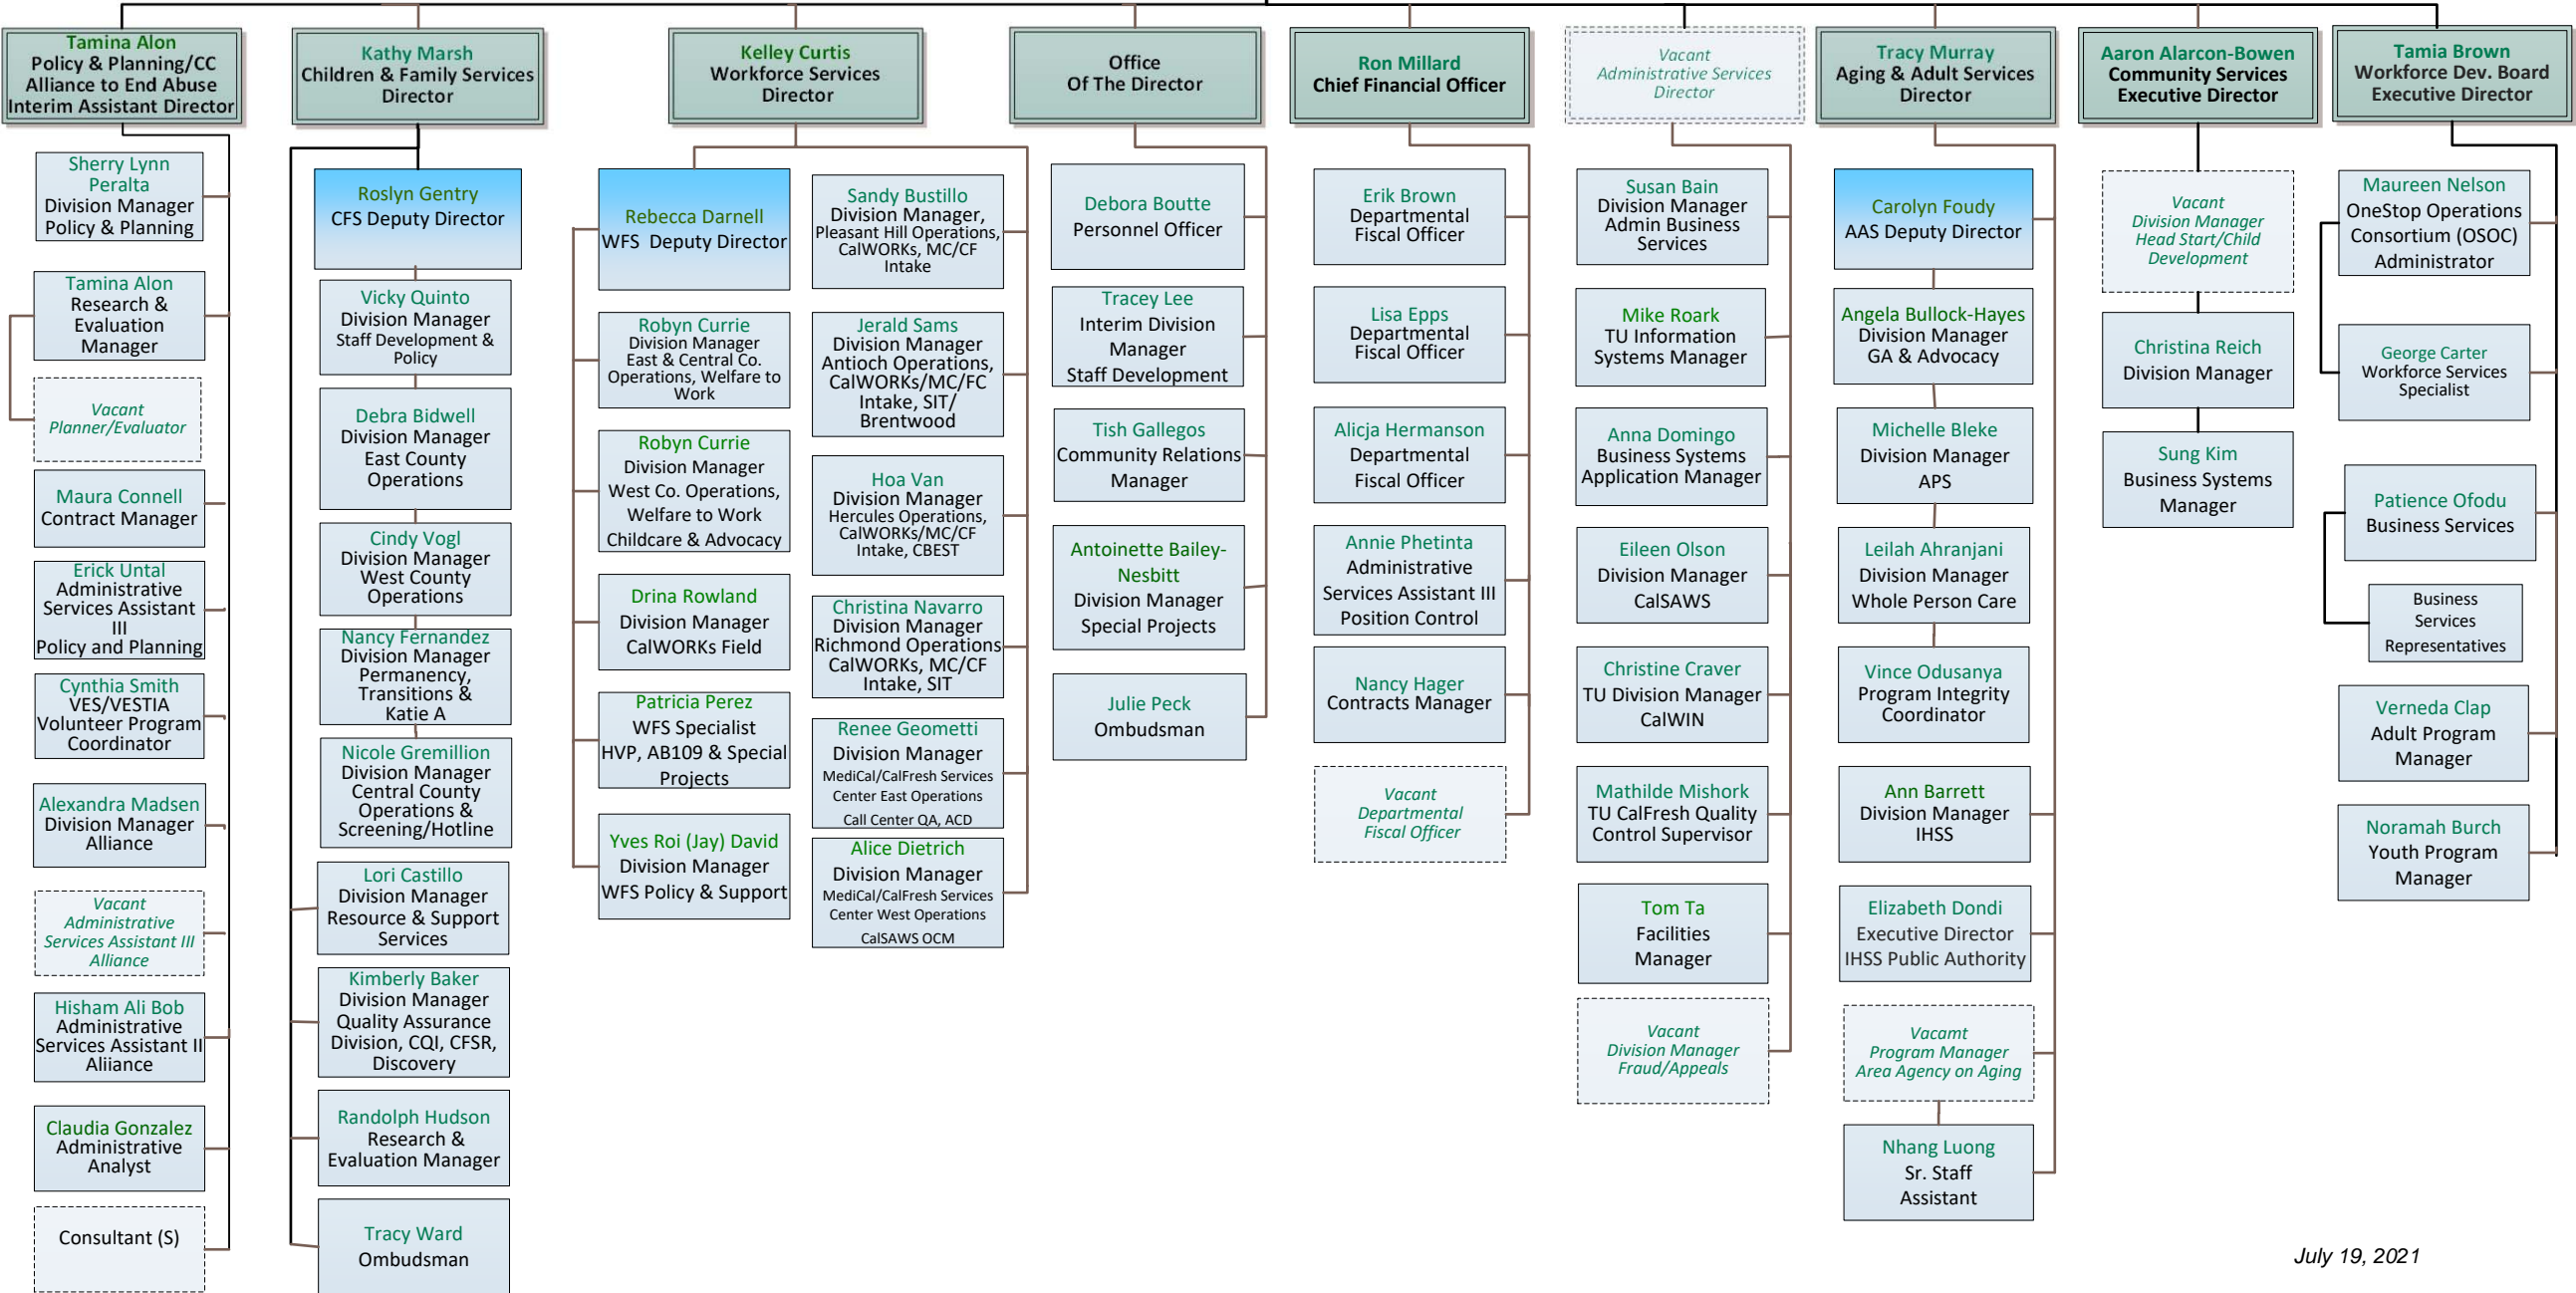 Tamina Alon
Policy & Planning/CC
Alliance to End Abuse
Interim Assistant Director
Sherry Lynn
Peralta
Division Manager
Policy & Planning
Tamina Alon
Research &
Evaluation
Manager
Vacant
Planner/Evaluator
Maura Connell
Contract Manager
Erick Untal
Administrative
Services Assistant
III
Policy and Planning
Cynthia Smith
VES/VESTIA
Volunteer Program
Coordinator
Alexandra Madsen
Division Manager
Alliance
Vacant
Administrative
Services Assistant III
Alliance
Hisham Ali Bob
Administrative
Services Assistant II
Aliiance
Claudia Gonzalez
Administrative
Analyst
Consultant (S)
Kathy Marsh
Children & Family Services
Director
Roslyn Gentry
CFS Deputy Director
Vicky Quinto
Division Manager
Staff Development &
Policy
Debra Bidwell
Division Manager
East County
Operations
Cindy Vogl
Division Manager
West County
Operations
Nancy Fernandez
Division Manager
Permanency,
Transitions &
Katie A
Nicole Gremillion
Division Manager
Central County
Operations &
Screening/Hotline
Lori Castillo
Division Manager
Resource & Support
Services
Kimberly Baker
Division Manager
Quality Assurance
Division, CQI, CFSR,
Discovery
Randolph Hudson
Research &
Evaluation Manager
Tracy Ward
Ombudsman
Kelley Curtis
Workforce Services
Director
Rebecca Darnell
WFS  Deputy Director
Robyn Currie
Division Manager
East & Central Co.
Operations, Welfare to
Work
Robyn Currie
Division Manager
West Co. Operations,
Welfare to Work
Childcare & Advocacy
Drina Rowland
Division Manager
CalWORKs Field
Patricia Perez
WFS Specialist
HVP, AB109 & Special
Projects
Yves Roi (Jay) David
Division Manager
WFS Policy & Support
Sandy Bustillo
Division Manager,
Pleasant Hill Operations,
CalWORKs, MC/CF
Intake
Jerald Sams
Division Manager
Antioch Operations,
CalWORKs/MC/FC
Intake, SIT/
Brentwood
Hoa Van
Division Manager
Hercules Operations,
CalWORKs/MC/CF
Intake, CBEST
Christina Navarro
Division Manager
Richmond Operations
CalWORKs, MC/CF
Intake, SIT
Renee Geometti
Division Manager
MediCal/CalFresh Services
Center East Operations
Call Center QA, ACD
Alice Dietrich
Division Manager
MediCal/CalFresh Services
Center West Operations
CalSAWS OCM
Office
Of The Director
Debora Boutte
Personnel Officer
Tracey Lee
Interim Division
Manager
Staff Development
Tish Gallegos
Community Relations
Manager
Antoinette Bailey-
Nesbitt
Division Manager
Special Projects
Julie Peck
Ombudsman
Ron Millard
Chief Financial Officer
Erik Brown
Departmental
Fiscal Officer
Lisa Epps
Departmental
Fiscal Officer
Alicja Hermanson
Departmental
Fiscal Officer
Annie Phetinta
Administrative
Services Assistant III
Position Control
Nancy Hager
Contracts Manager
Vacant
Departmental
Fiscal Officer
Vacant
Administrative Services
Director
Susan Bain
Division Manager
Admin Business
Services
Mike Roark
TU Information
Systems Manager
Anna Domingo
Business Systems
Application Manager
Eileen Olson
Division Manager
CalSAWS
Christine Craver
TU Division Manager
CalWIN
Mathilde Mishork
TU CalFresh Quality
Control Supervisor
Tom Ta
Facilities
Manager
Vacant
Division Manager
Fraud/Appeals
Tracy Murray
Aging & Adult Services
Director
Carolyn Foudy
AAS Deputy Director
Angela Bullock-Hayes
Division Manager
GA & Advocacy
Michelle Bleke
Division Manager
APS
Leilah Ahranjani
Division Manager
Whole Person Care
Vince Odusanya
Program Integrity
Coordinator
Ann Barrett
Division Manager
IHSS
Elizabeth Dondi
Executive Director
IHSS Public Authority
Vacamt
Program Manager
Area Agency on Aging
Nhang Luong
Sr. Staff
Assistant
Aaron Alarcon-Bowen
Community Services
Executive Director
Vacant
Division Manager
Head Start/Child
Development
Christina Reich
Division Manager
Sung Kim
Business Systems
Manager
Tamia Brown
Workforce Dev. Board
Executive Director
Maureen Nelson
OneStop Operations
Consortium (OSOC)
Administrator
George Carter
Workforce Services
Specialist
Patience Ofodu
Business Services
Business
Services
Representatives
Verneda Clap
Adult Program
Manager
Noramah Burch
Youth Program
Manager
July 19, 2021